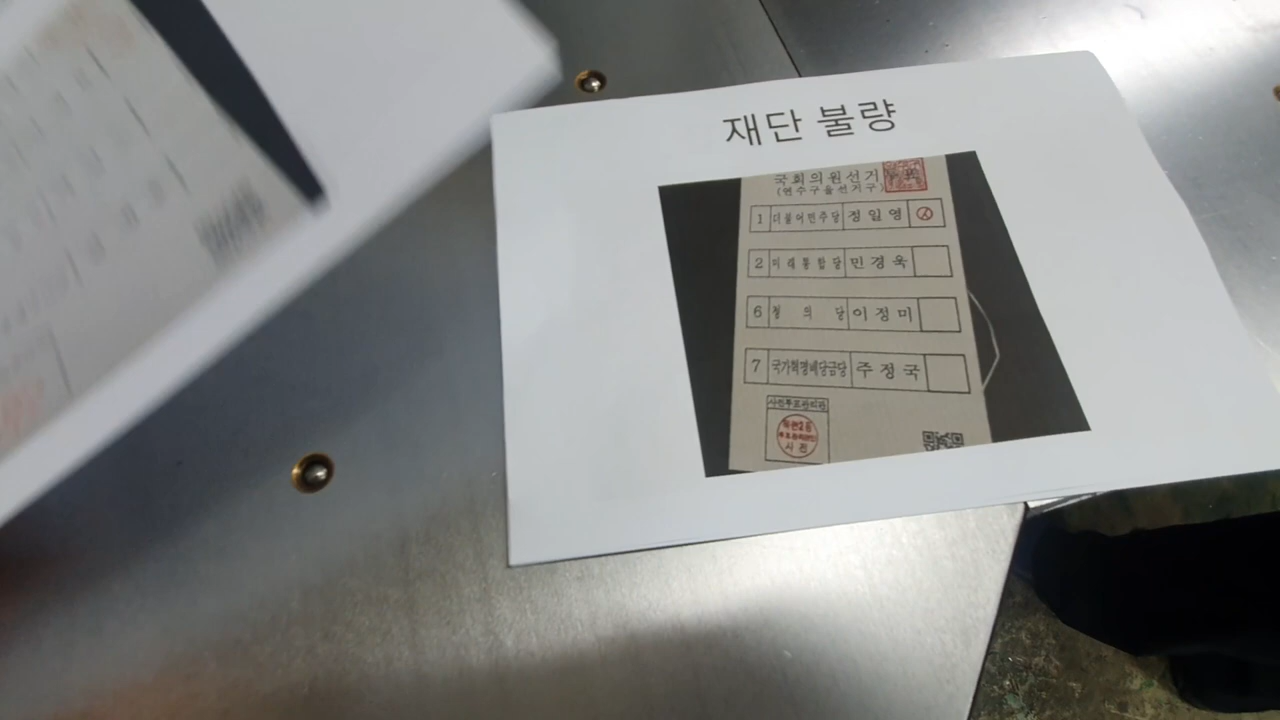 재단 불량
국회의원선거
(연수구을선거구)
1 더불어민주당 정일영
2 미래통합당 민경욱
6 정의당 이정미
7 국가혁명배당금당 주정국
사전투표관리관
사전